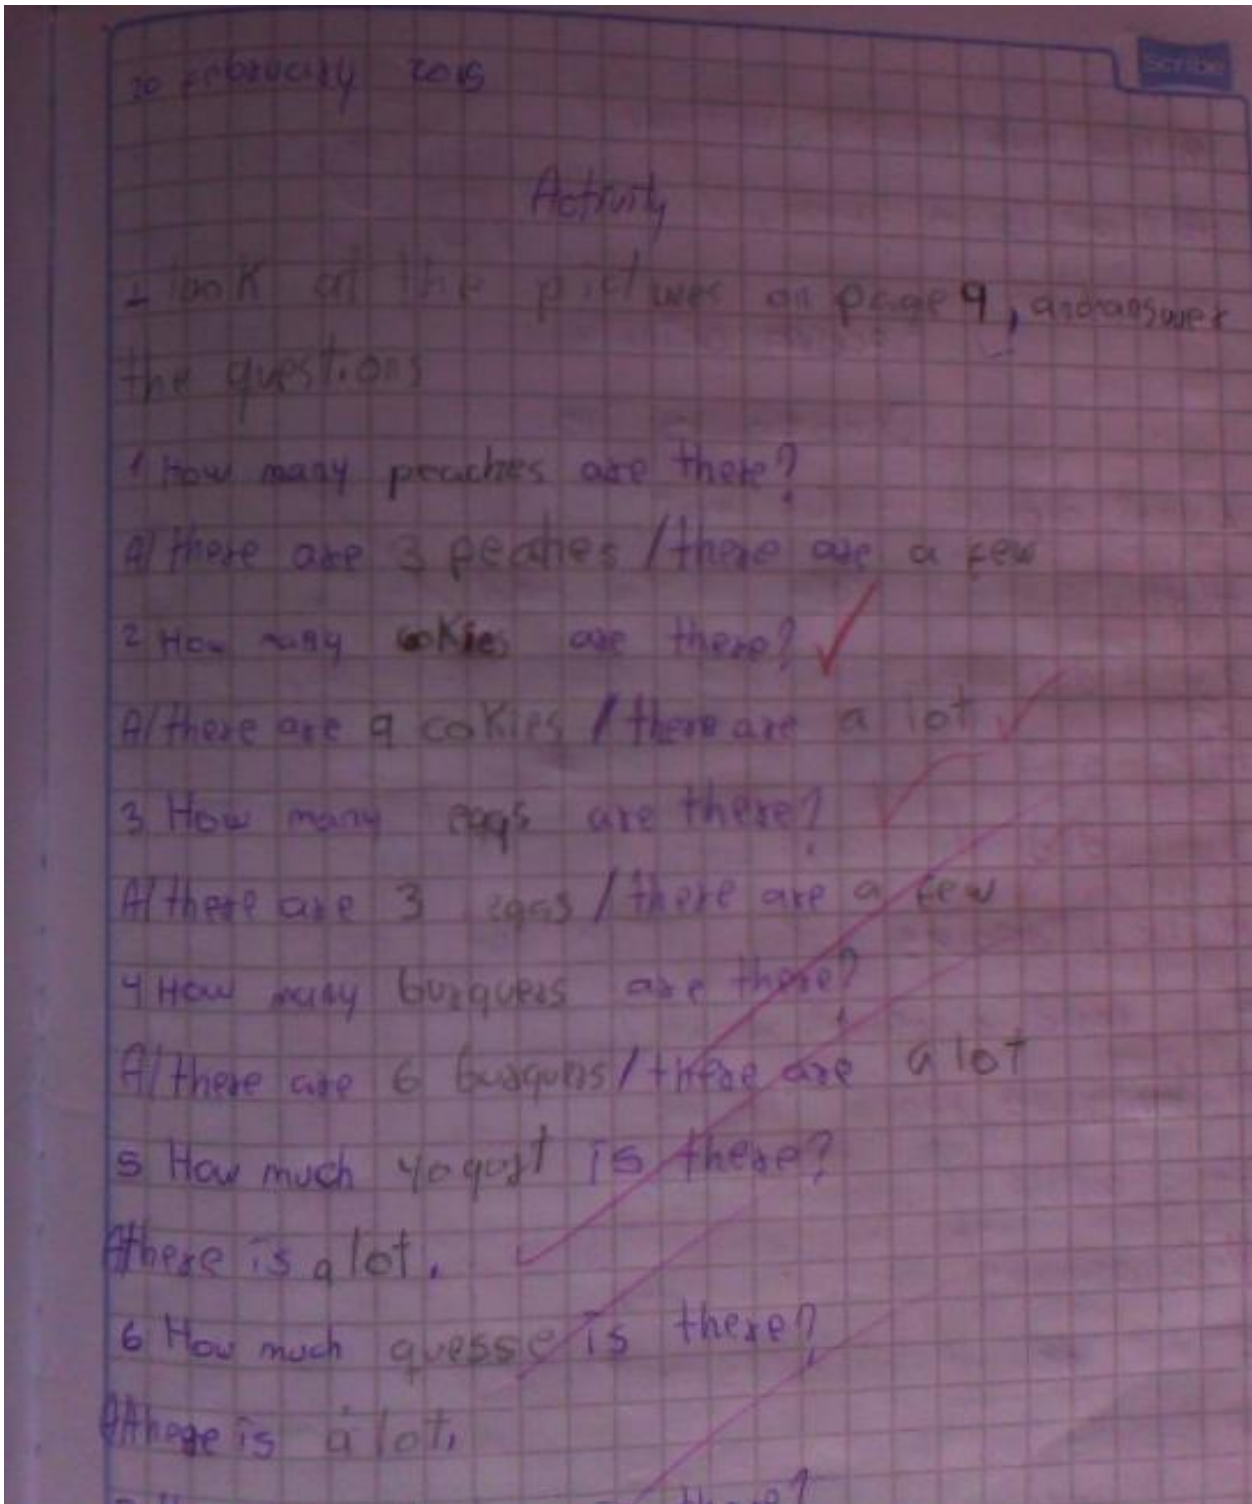 Scribe
20 February 2015
Activity
1 look at the pictures on page 9, and answer
the questions
1 How many peaches are there?
A/ there are 3 peaches / there are a few
2 How many cokies are there?
A/ there are 9 cokies / there are a lot
3 How many eggs are there?
A/ there are 3 eggs / there are a few
4 How many burguers are there?
A/ there are 6 burguers / there are a lot
5 How much yogurt is there?
A there is a lot.
6 How much quesse is there?
A there is a lot.
there?